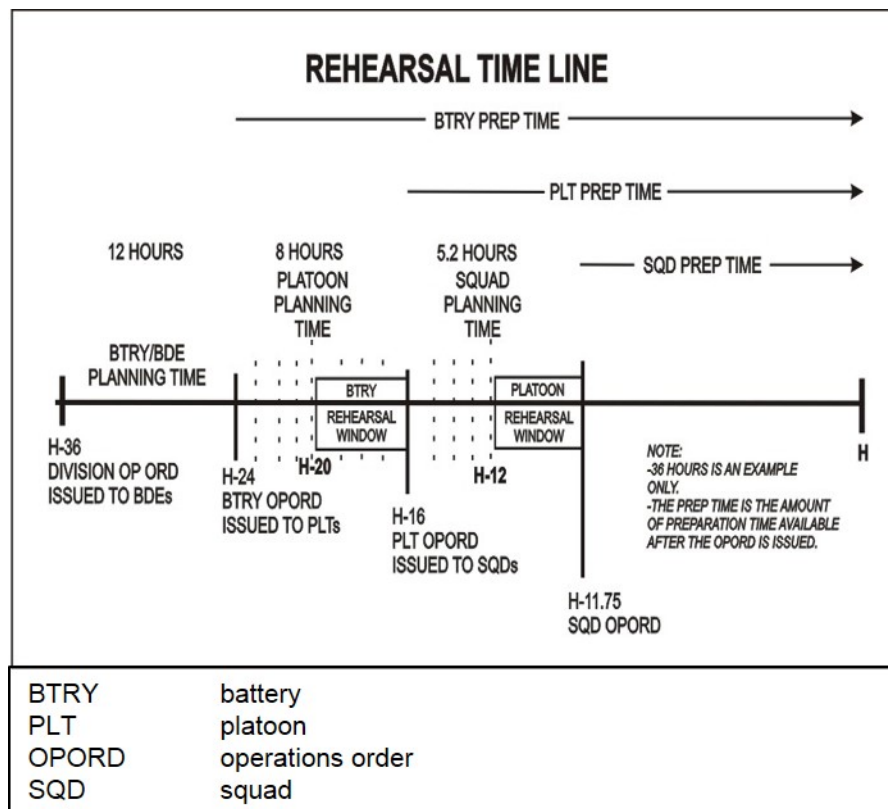 REHEARSAL TIME LINE
BTRY PREP TIME
PLT PREP TIME
SQD PREP TIME
12 HOURS
8 HOURS
PLATOON
PLANNING
TIME
5.2 HOURS
SQUAD
PLANNING
TIME
BTRY/BDE
PLANNING TIME
BTRY
REHEARSAL
WINDOW
PLATOON
REHEARSAL
WINDOW
H-36
DIVISION OP ORD
ISSUED TO BDEs
H-24
BTRY OPORD
ISSUED TO PLTs
H-20
H-16
PLT OPORD
ISSUED TO SQDs
H-12
H-11.75
SQD OPORD
H
NOTE:
-36 HOURS IS AN EXAMPLE
ONLY.
-THE PREP TIME IS THE AMOUNT
OF PREPARATION TIME AVAILABLE
AFTER THE OPORD IS ISSUED.
BTRY battery
PLT platoon
OPORD operations order
SQD squad